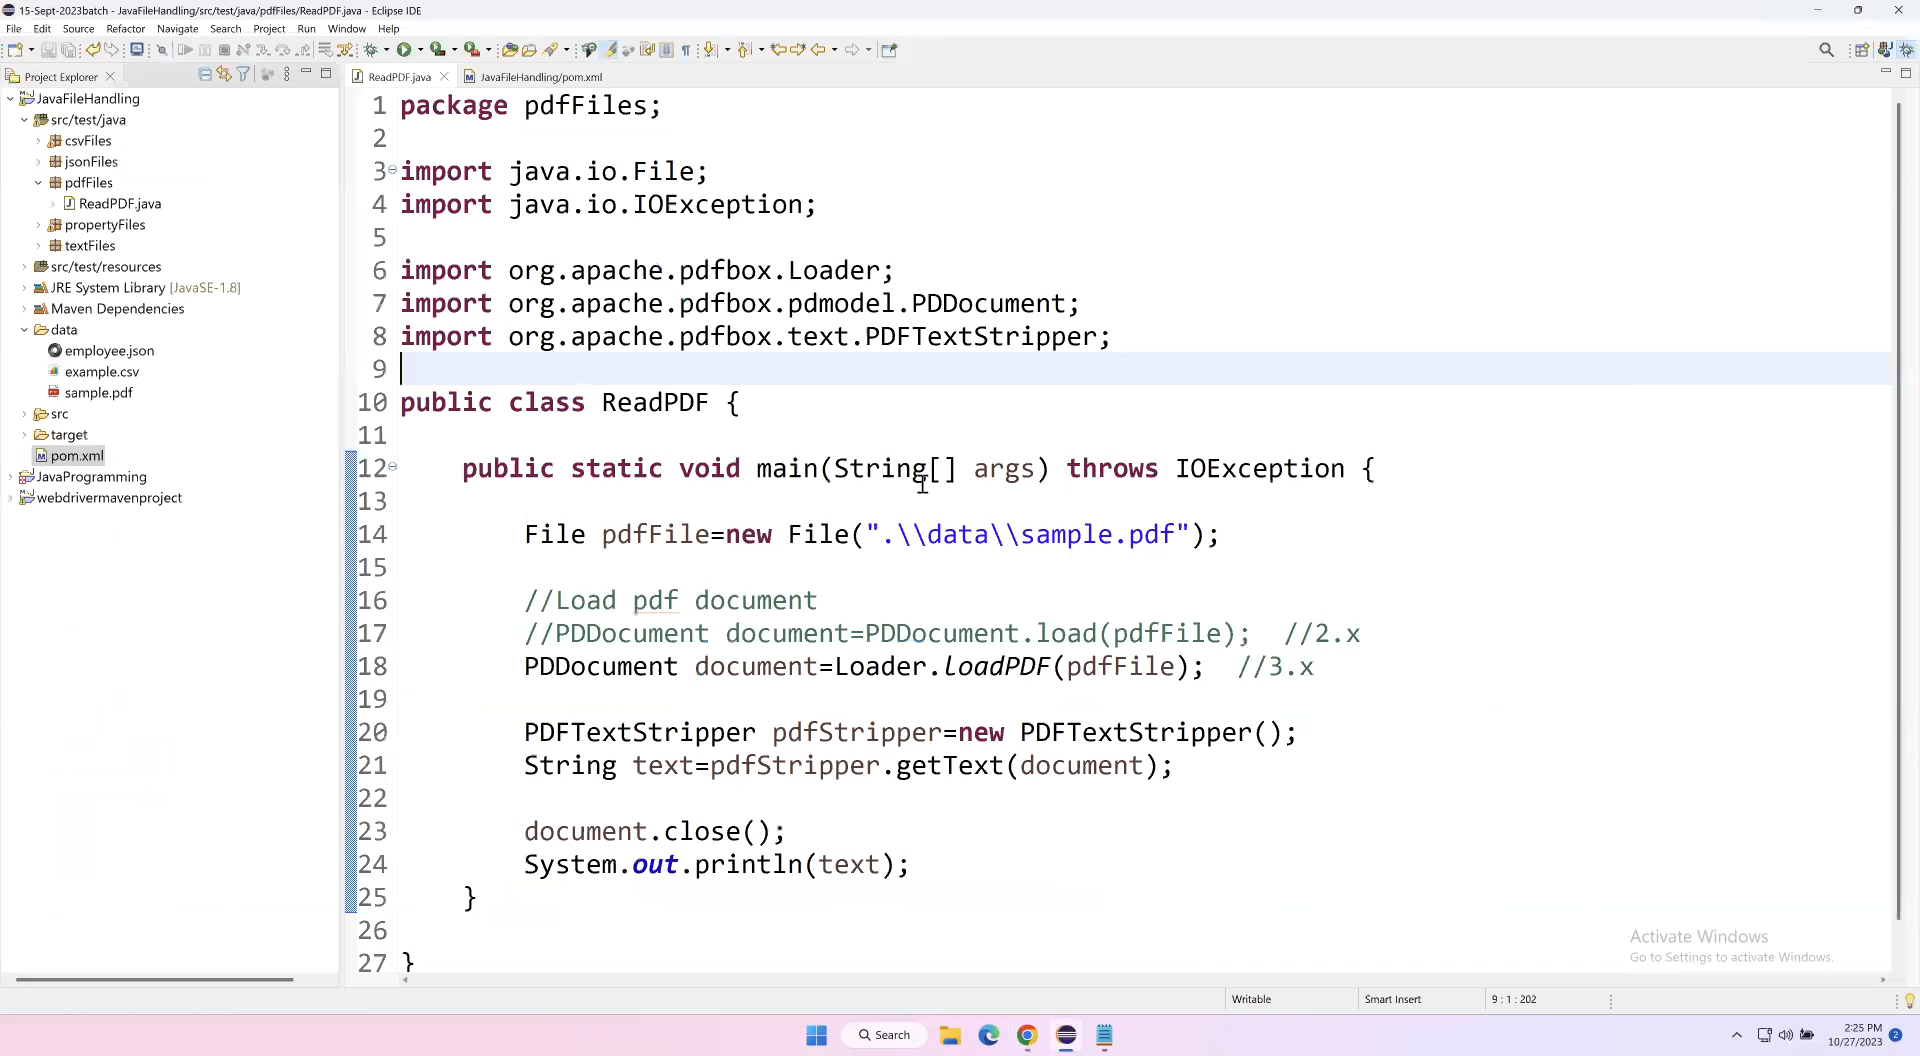 15-Sept-2023batch - JavaFileHandling/src/test/java/pdfFiles/ReadPDF.java - Eclipse IDE
File Edit Source Refactor Navigate Search Project Run Window Help
Project Explorer
JavaFileHandling
src/test/java
csvFiles
jsonFiles
pdfFiles
ReadPDF.java
propertyFiles
textFiles
src/test/resources
JRE System Library [JavaSE-1.8]
Maven Dependencies
data
employee.json
example.csv
sample.pdf
src
target
pom.xml
JavaProgramming
webdrivermavenproject
ReadPDF.java JavaFileHandling/pom.xml
1 package pdfFiles;
2
3 import java.io.File;
4 import java.io.IOException;
5
6 import org.apache.pdfbox.Loader;
7 import org.apache.pdfbox.pdmodel.PDDocument;
8 import org.apache.pdfbox.text.PDFTextStripper;
9
10 public class ReadPDF {
11
12 public static void main(String[] args) throws IOException {
13
14 File pdfFile=new File(".\\data\\sample.pdf");
15
16 //Load pdf document
17 //PDDocument document=PDDocument.load(pdfFile); //2.x
18 PDDocument document=Loader.loadPDF(pdfFile); //3.x
19
20 PDFTextStripper pdfStripper=new PDFTextStripper();
21 String text=pdfStripper.getText(document);
22
23 document.close();
24 System.out.println(text);
25 }
26
27 }
Activate Windows
Go to Settings to activate Windows.
Writable Smart Insert 9 : 1 : 202
Search
2:25 PM
10/27/2023
2